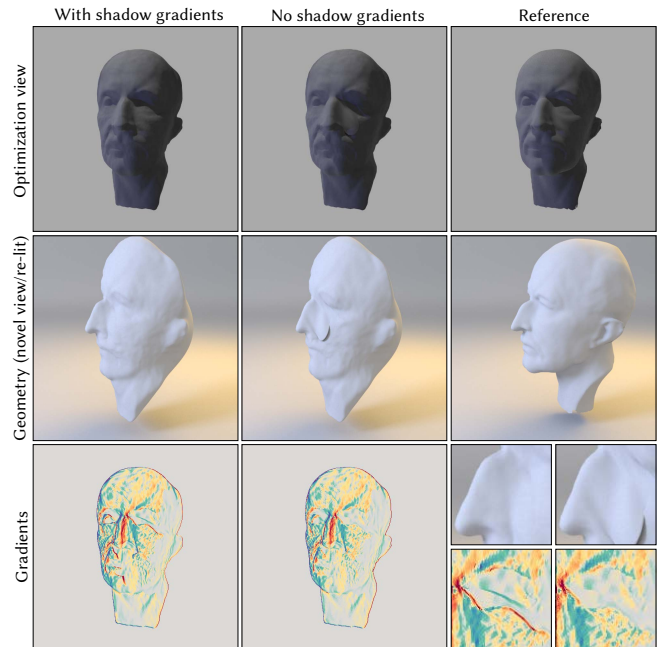 With shadow gradients
No shadow gradients
Reference
Optimization view
Geometry (novel view/re-lit)
Gradients